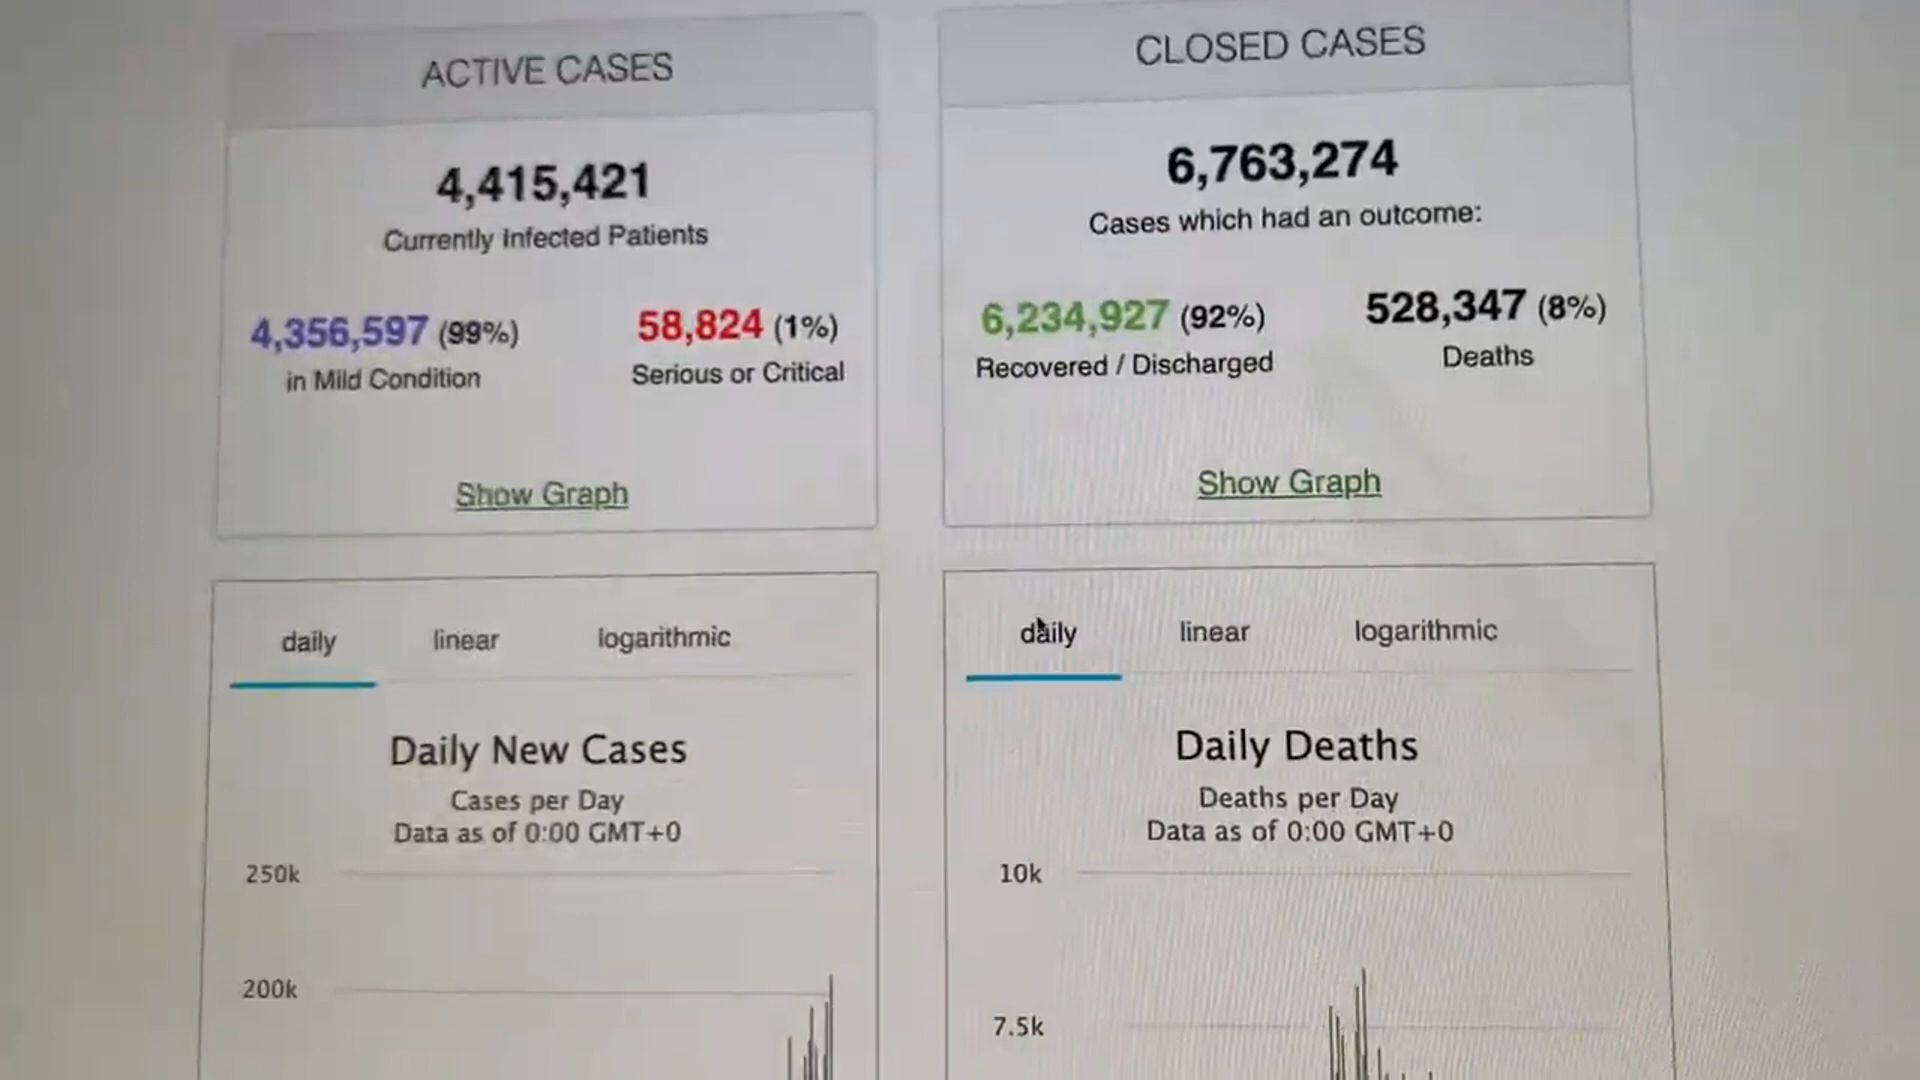 ACTIVE CASES
4,415,421
Currently Infected Patients
4,356,597 (99%)
in Mild Condition
58,824 (1%)
Serious or Critical
Show Graph
CLOSED CASES
6,763,274
Cases which had an outcome:
6,234,927 (92%)
Recovered / Discharged
528,347 (8%)
Deaths
Show Graph
daily linear logarithmic
Daily New Cases
Cases per Day
Data as of 0:00 GMT+0
250k
200k
daily linear logarithmic
Daily Deaths
Deaths per Day
Data as of 0:00 GMT+0
10k
7.5k